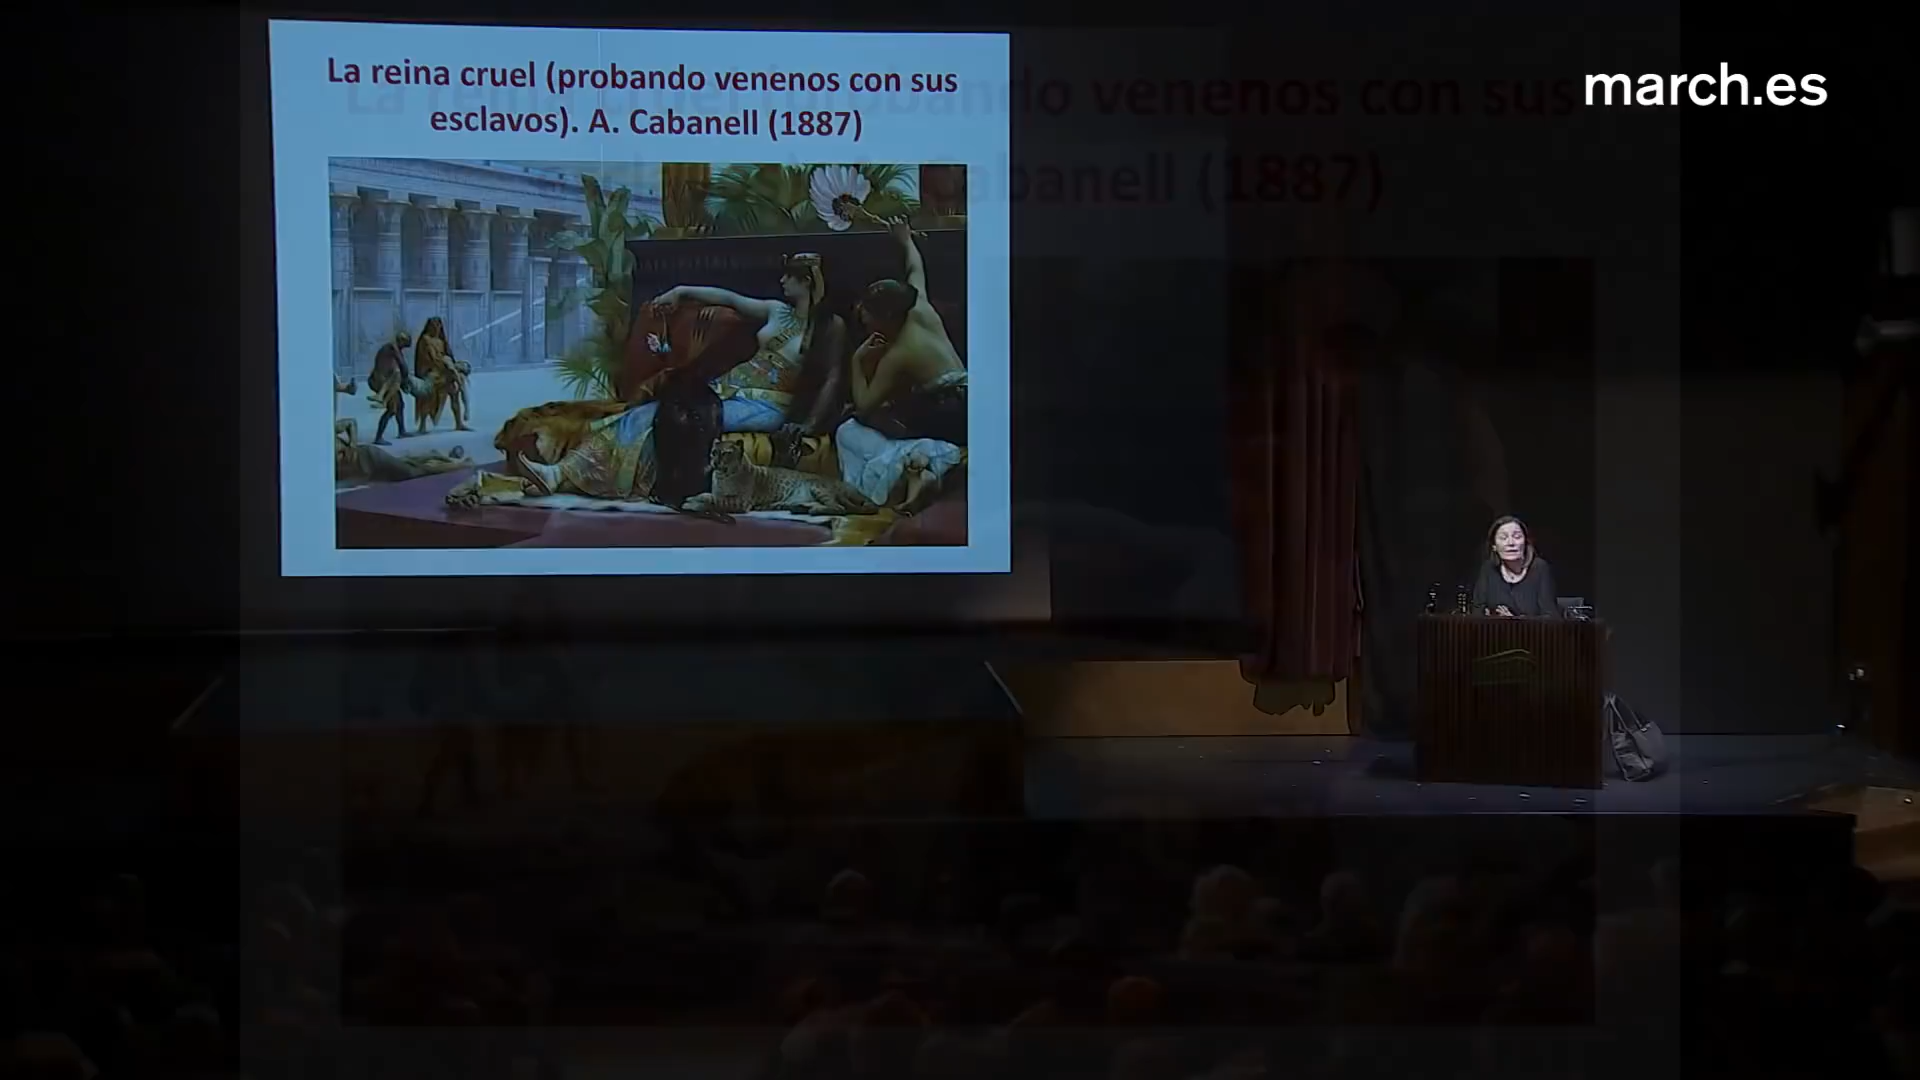 La reina cruel (probando venenos con sus
esclavos). A. Cabanell (1887)
march.es